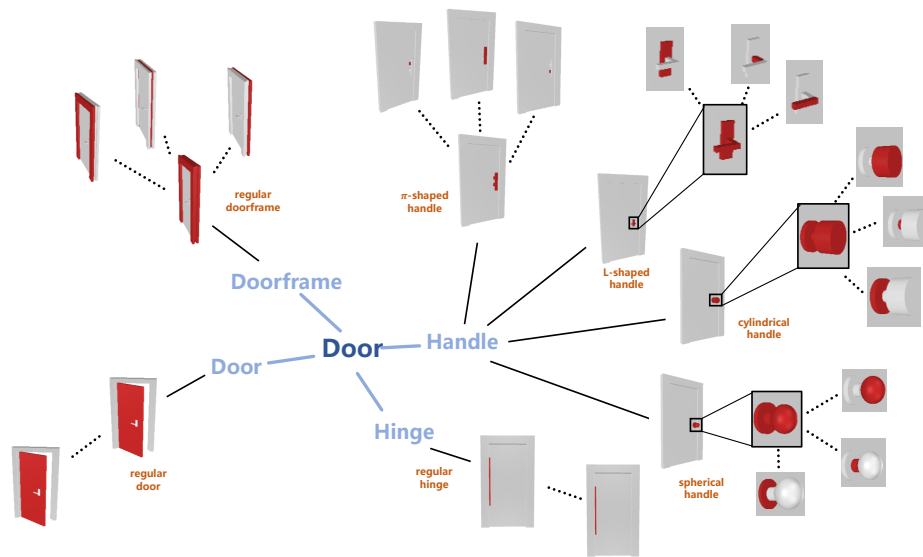 regular
doorframe
π-shaped
handle
L-shaped
handle
Doorframe
cylindrical
handle
Door
Handle
Door
Hinge
regular
door
regular
hinge
spherical
handle